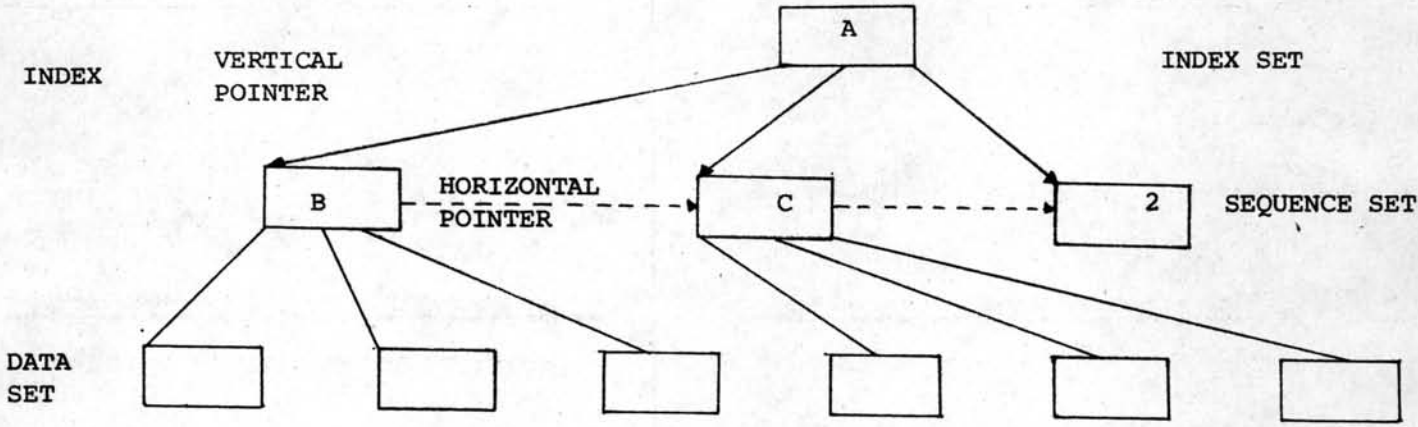 A
INDEX
VERTICAL
POINTER
INDEX SET
B
HORIZONTAL
POINTER
C
2
SEQUENCE SET
DATA
SET